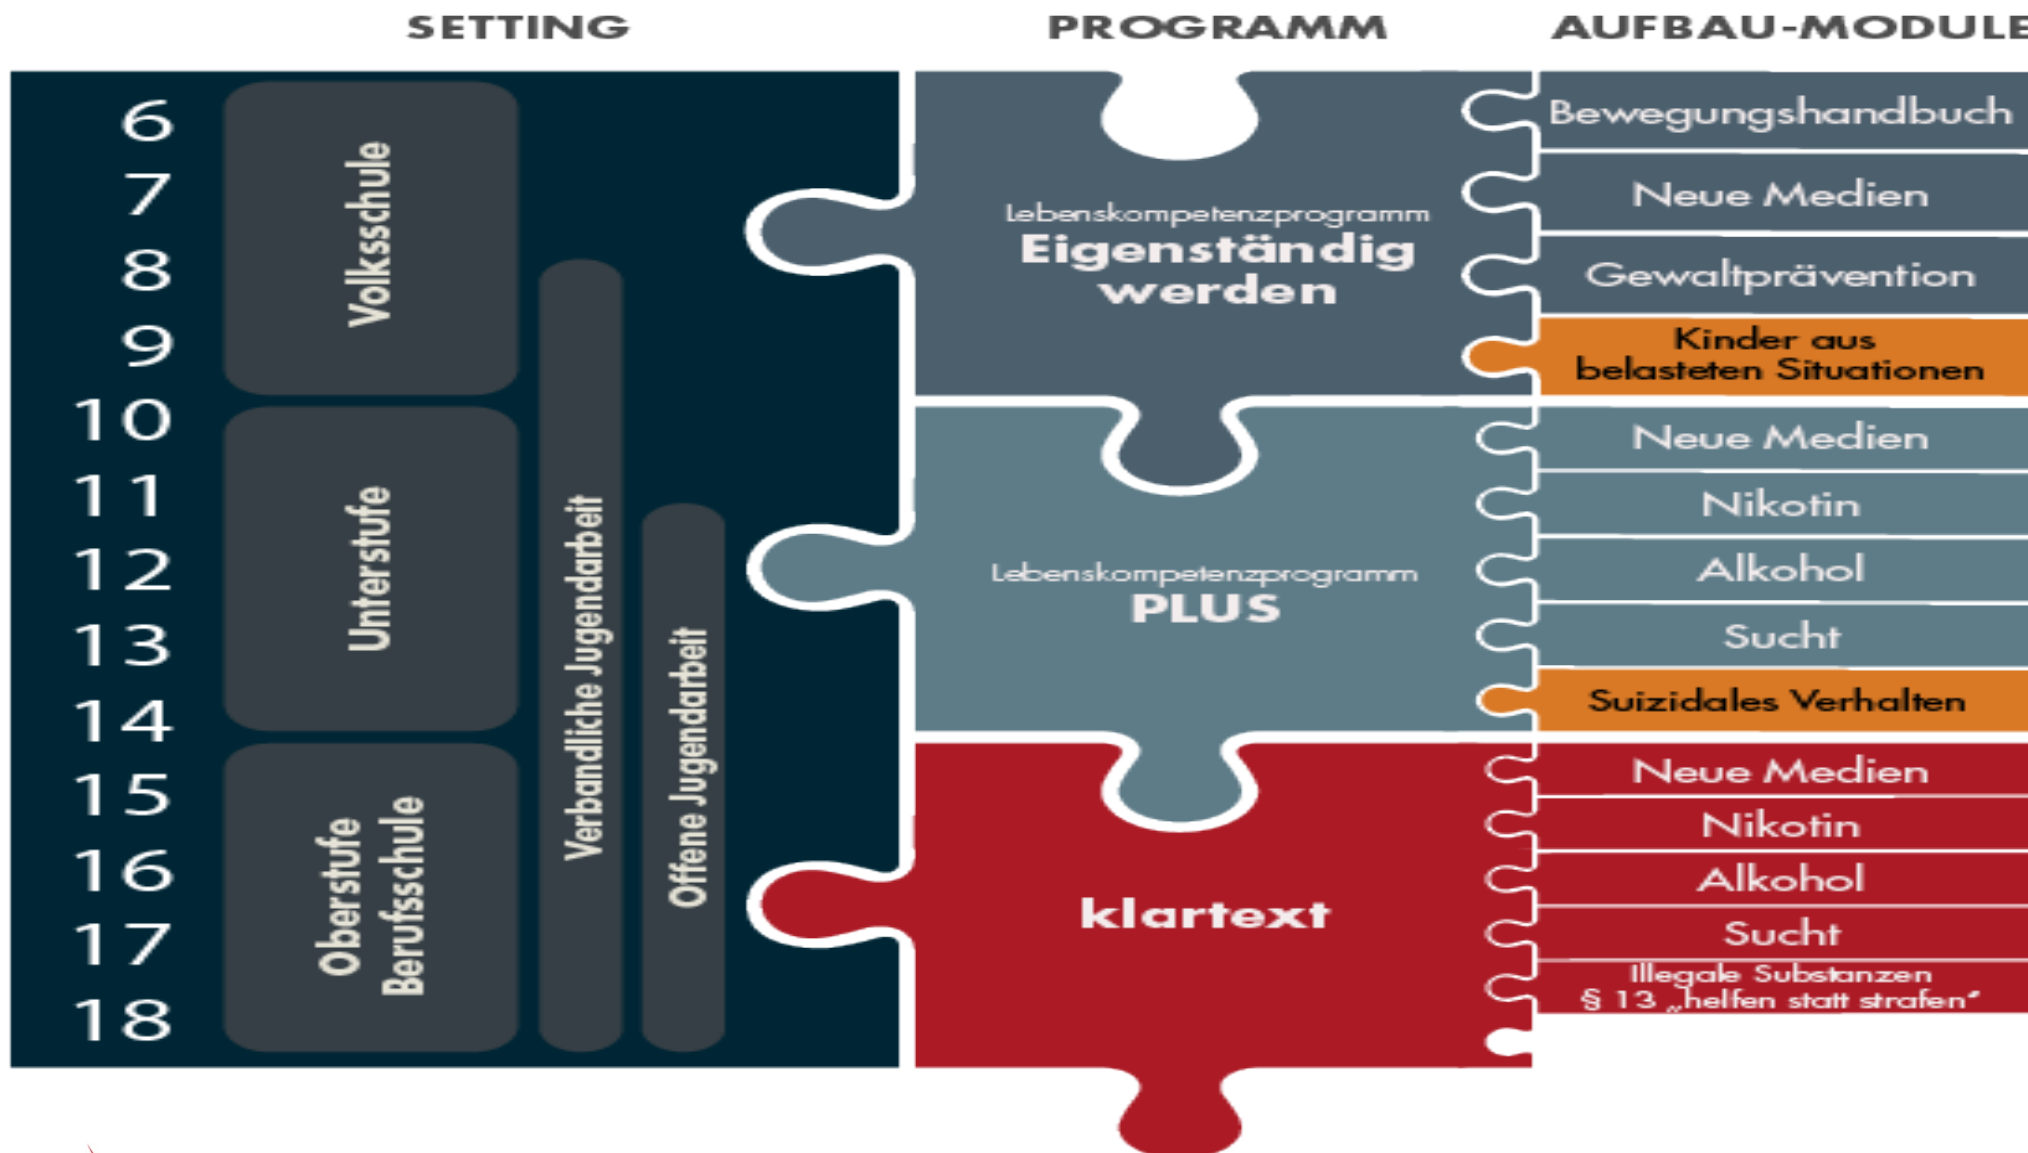 SETTING
PROGRAMM
AUFBAU-MODULE
6
7
8
9
10
11
12
13
14
15
16
17
18
Volksschule
Unterstufe
Oberstufe
Berufsschule
Verbandliche Jugendarbeit
Offene Jugendarbeit
Lebenskompetenzprogramm
Eigenständig
werden
Lebenskompetenzprogramm
PLUS
klartext
Bewegungshandbuch
Neue Medien
Gewaltprävention
Kinder aus
belasteten Situationen
Neue Medien
Nikotin
Alkohol
Sucht
Suizidales Verhalten
Neue Medien
Nikotin
Alkohol
Sucht
Illegale Substanzen
§ 13 „helfen statt strafen“